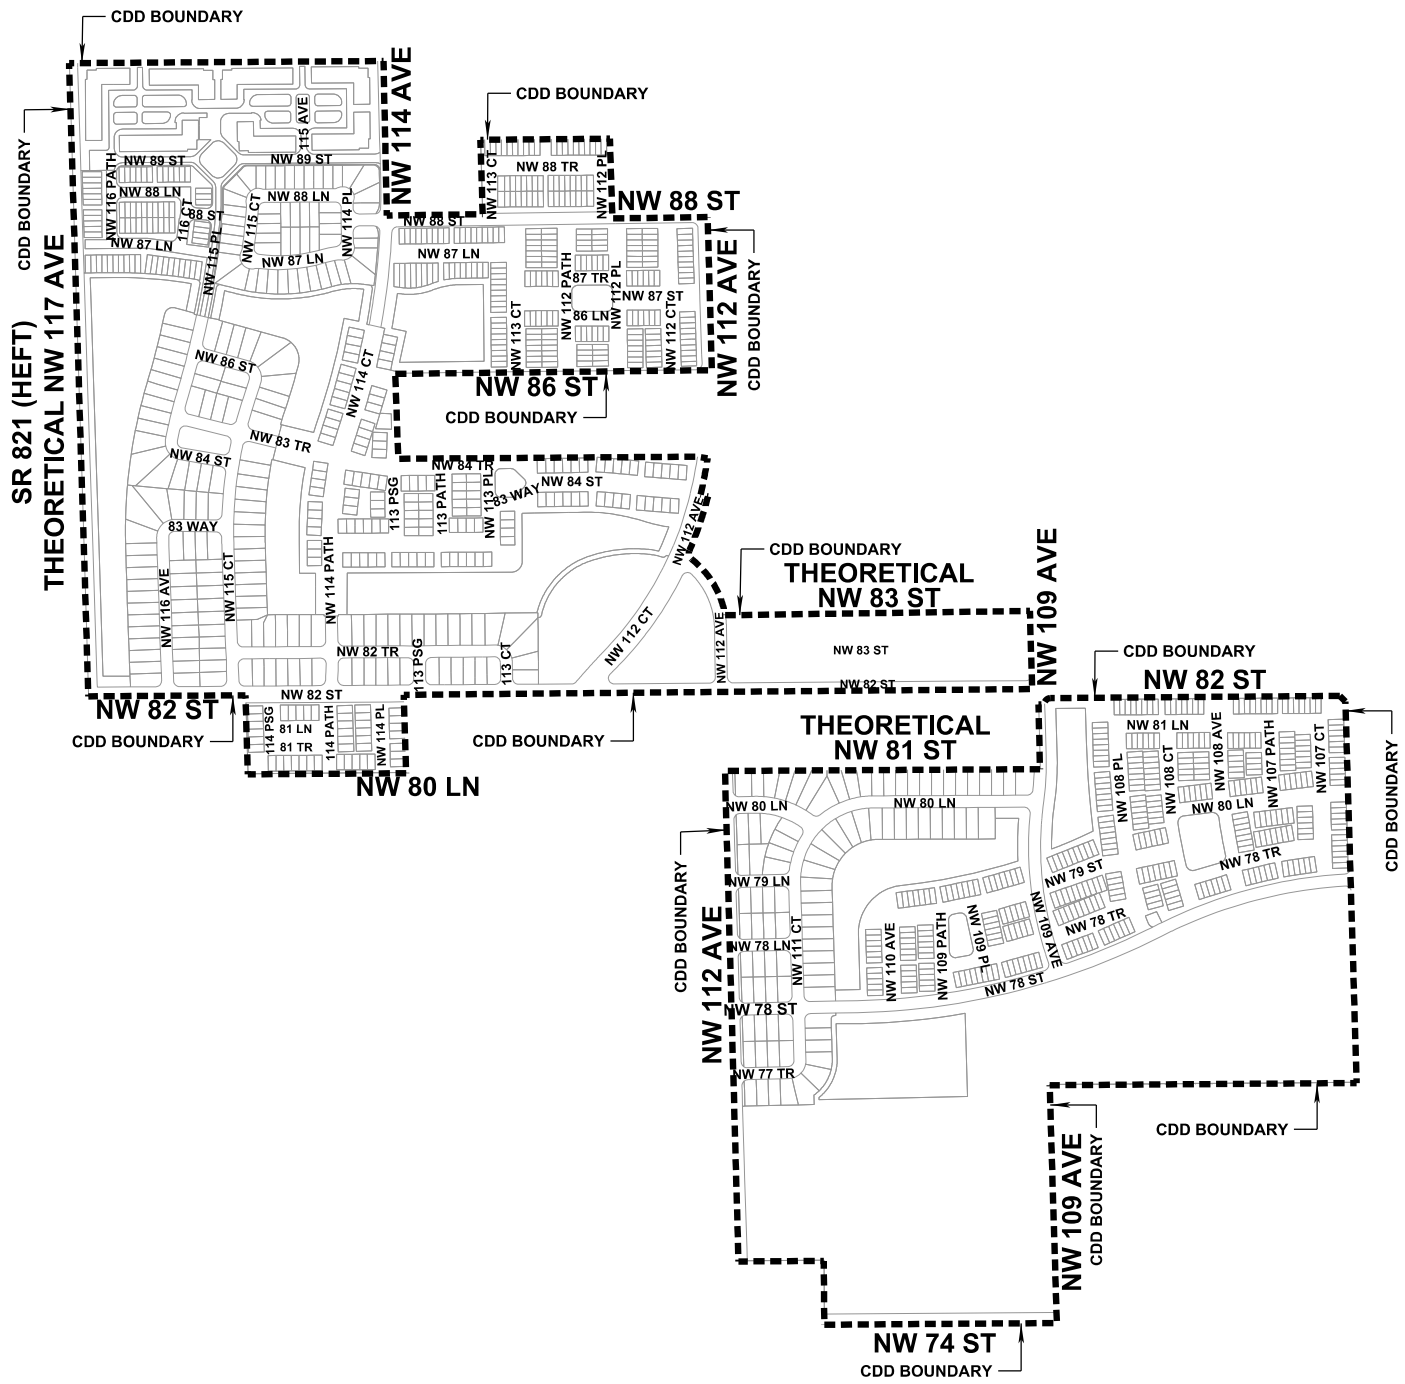 CDD BOUNDARY
NW 114 AVE
CDD BOUNDARY
CDD BOUNDARY
115 AVE
NW 89 ST
NW 89 ST
NW 116 PATH
NW 88 LN
NW 88 LN
116 CT
88 ST
NW 115 PL
NW 115 CT
NW 114 PL
NW 87 LN
NW 87 LN
NW 113 CT
NW 88 TR
NW 112 PL
NW 88 ST
NW 88 ST
NW 87 LN
NW 112 PATH
87 TR
NW 112 PL
NW 87 ST
86 LN
NW 113 CT
NW 112 CT
NW 112 AVE
CDD BOUNDARY
SR 821 (HEFT)
THEORETICAL NW 117 AVE
NW 86 ST
NW 114 CT
NW 86 ST
CDD BOUNDARY
NW 83 TR
NW 84 ST
NW 84 TR
113 PSG
113 PATH
NW 113 PL
83 WAY
NW 84 ST
NW 112 AVE
83 WAY
NW 116 AVE
NW 115 CT
NW 114 PATH
CDD BOUNDARY
THEORETICAL
NW 83 ST
NW 109 AVE
NW 112 CT
NW 112 AVE
NW 83 ST
NW 82 TR
113 PSG
113 CT
NW 82 ST
NW 82 ST
NW 82 ST
CDD BOUNDARY
114 PSG
81 LN
81 TR
114 PATH
NW 114 PL
NW 80 LN
CDD BOUNDARY
THEORETICAL
NW 81 ST
CDD BOUNDARY
NW 82 ST
NW 81 LN
NW 108 PL
NW 108 CT
NW 108 AVE
NW 107 PATH
NW 107 CT
CDD BOUNDARY
NW 80 LN
NW 80 LN
NW 80 LN
CDD BOUNDARY
NW 79 ST
NW 78 TR
NW 79 LN
NW 112 AVE
NW 78 LN
NW 111 CT
NW 110 AVE
NW 109 PATH
NW 109 PL
NW 109 AVE
NW 78 TR
NW 78 ST
NW 78 ST
NW 77 TR
CDD BOUNDARY
NW 109 AVE
CDD BOUNDARY
NW 74 ST
CDD BOUNDARY